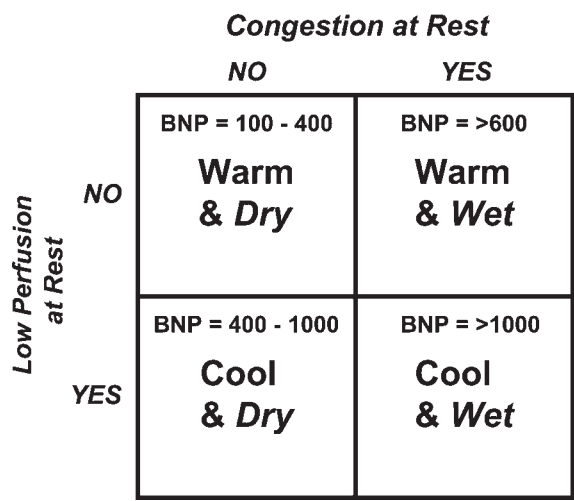 Congestion at Rest
NO YES
BNP = 100 - 400 BNP = >600
Warm Warm
& Dry & Wet
NO
Low Perfusion
at Rest
BNP = 400 - 1000 BNP = >1000
Cool Cool
& Dry & Wet
YES